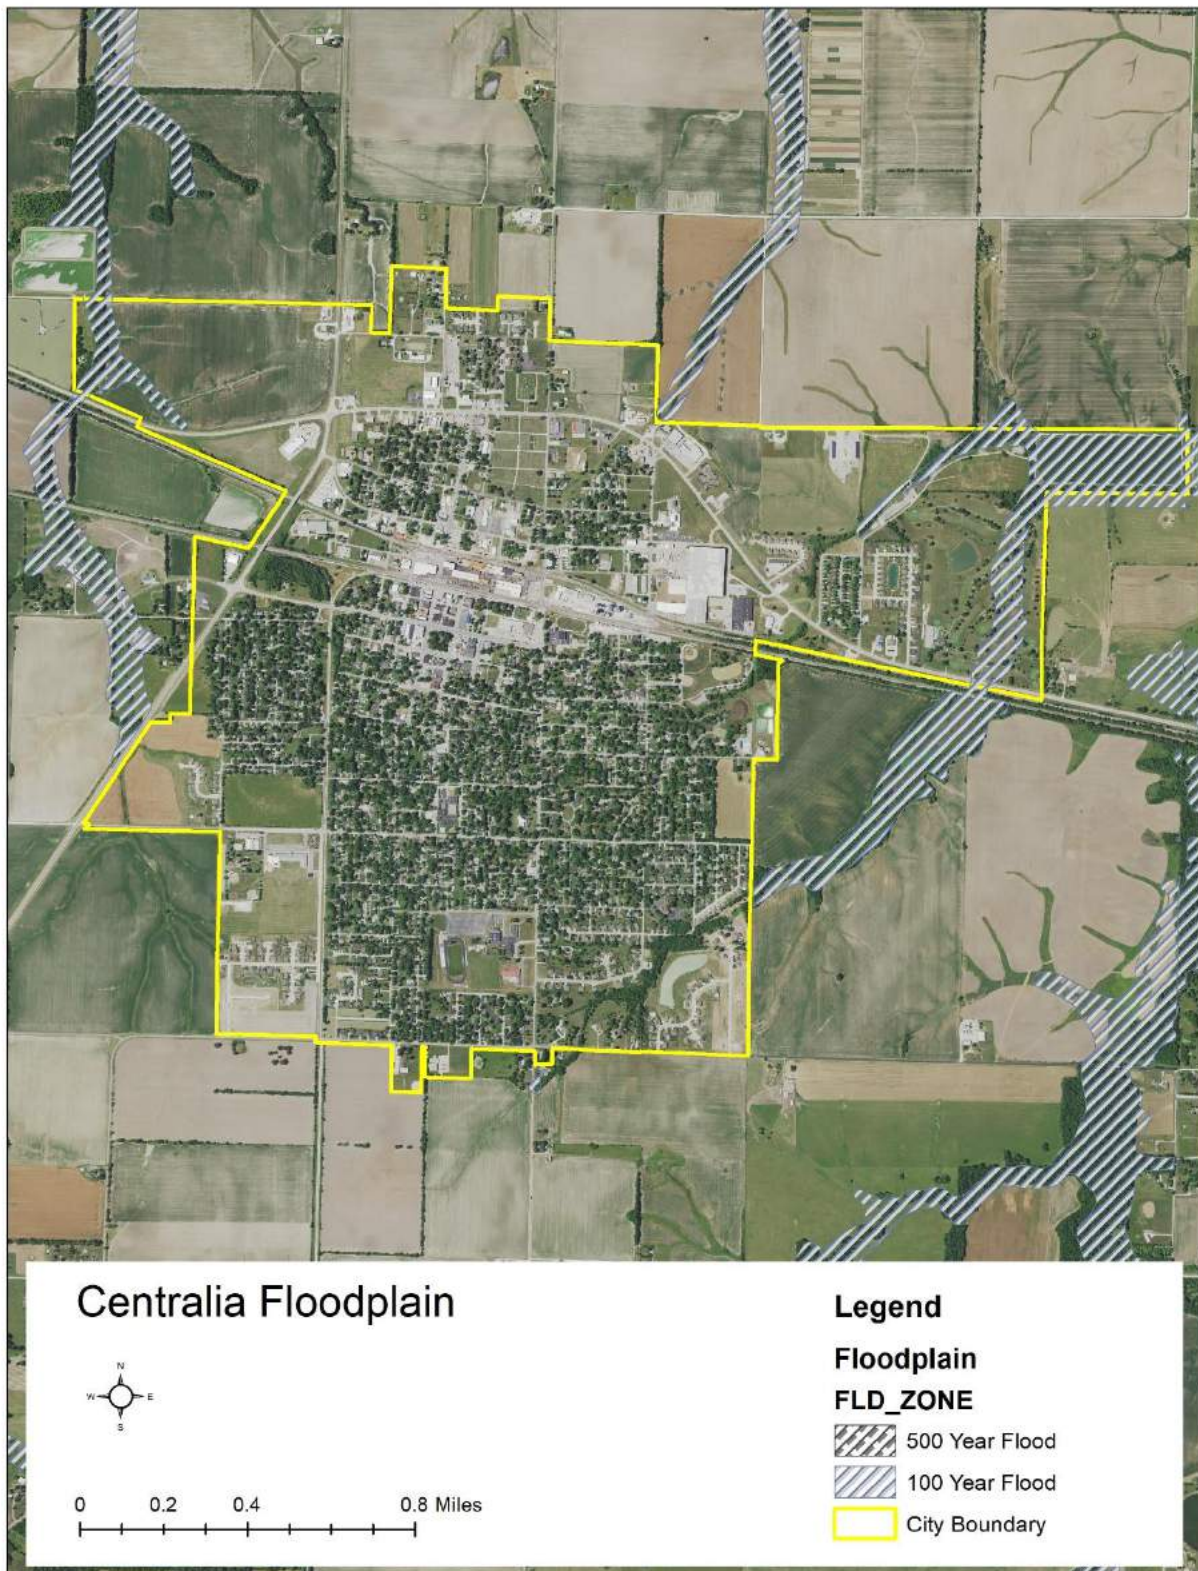 Centralia Floodplain
N
W E
S
0 0.2 0.4 0.8 Miles
Legend
Floodplain
FLD_ZONE
500 Year Flood
100 Year Flood
City Boundary